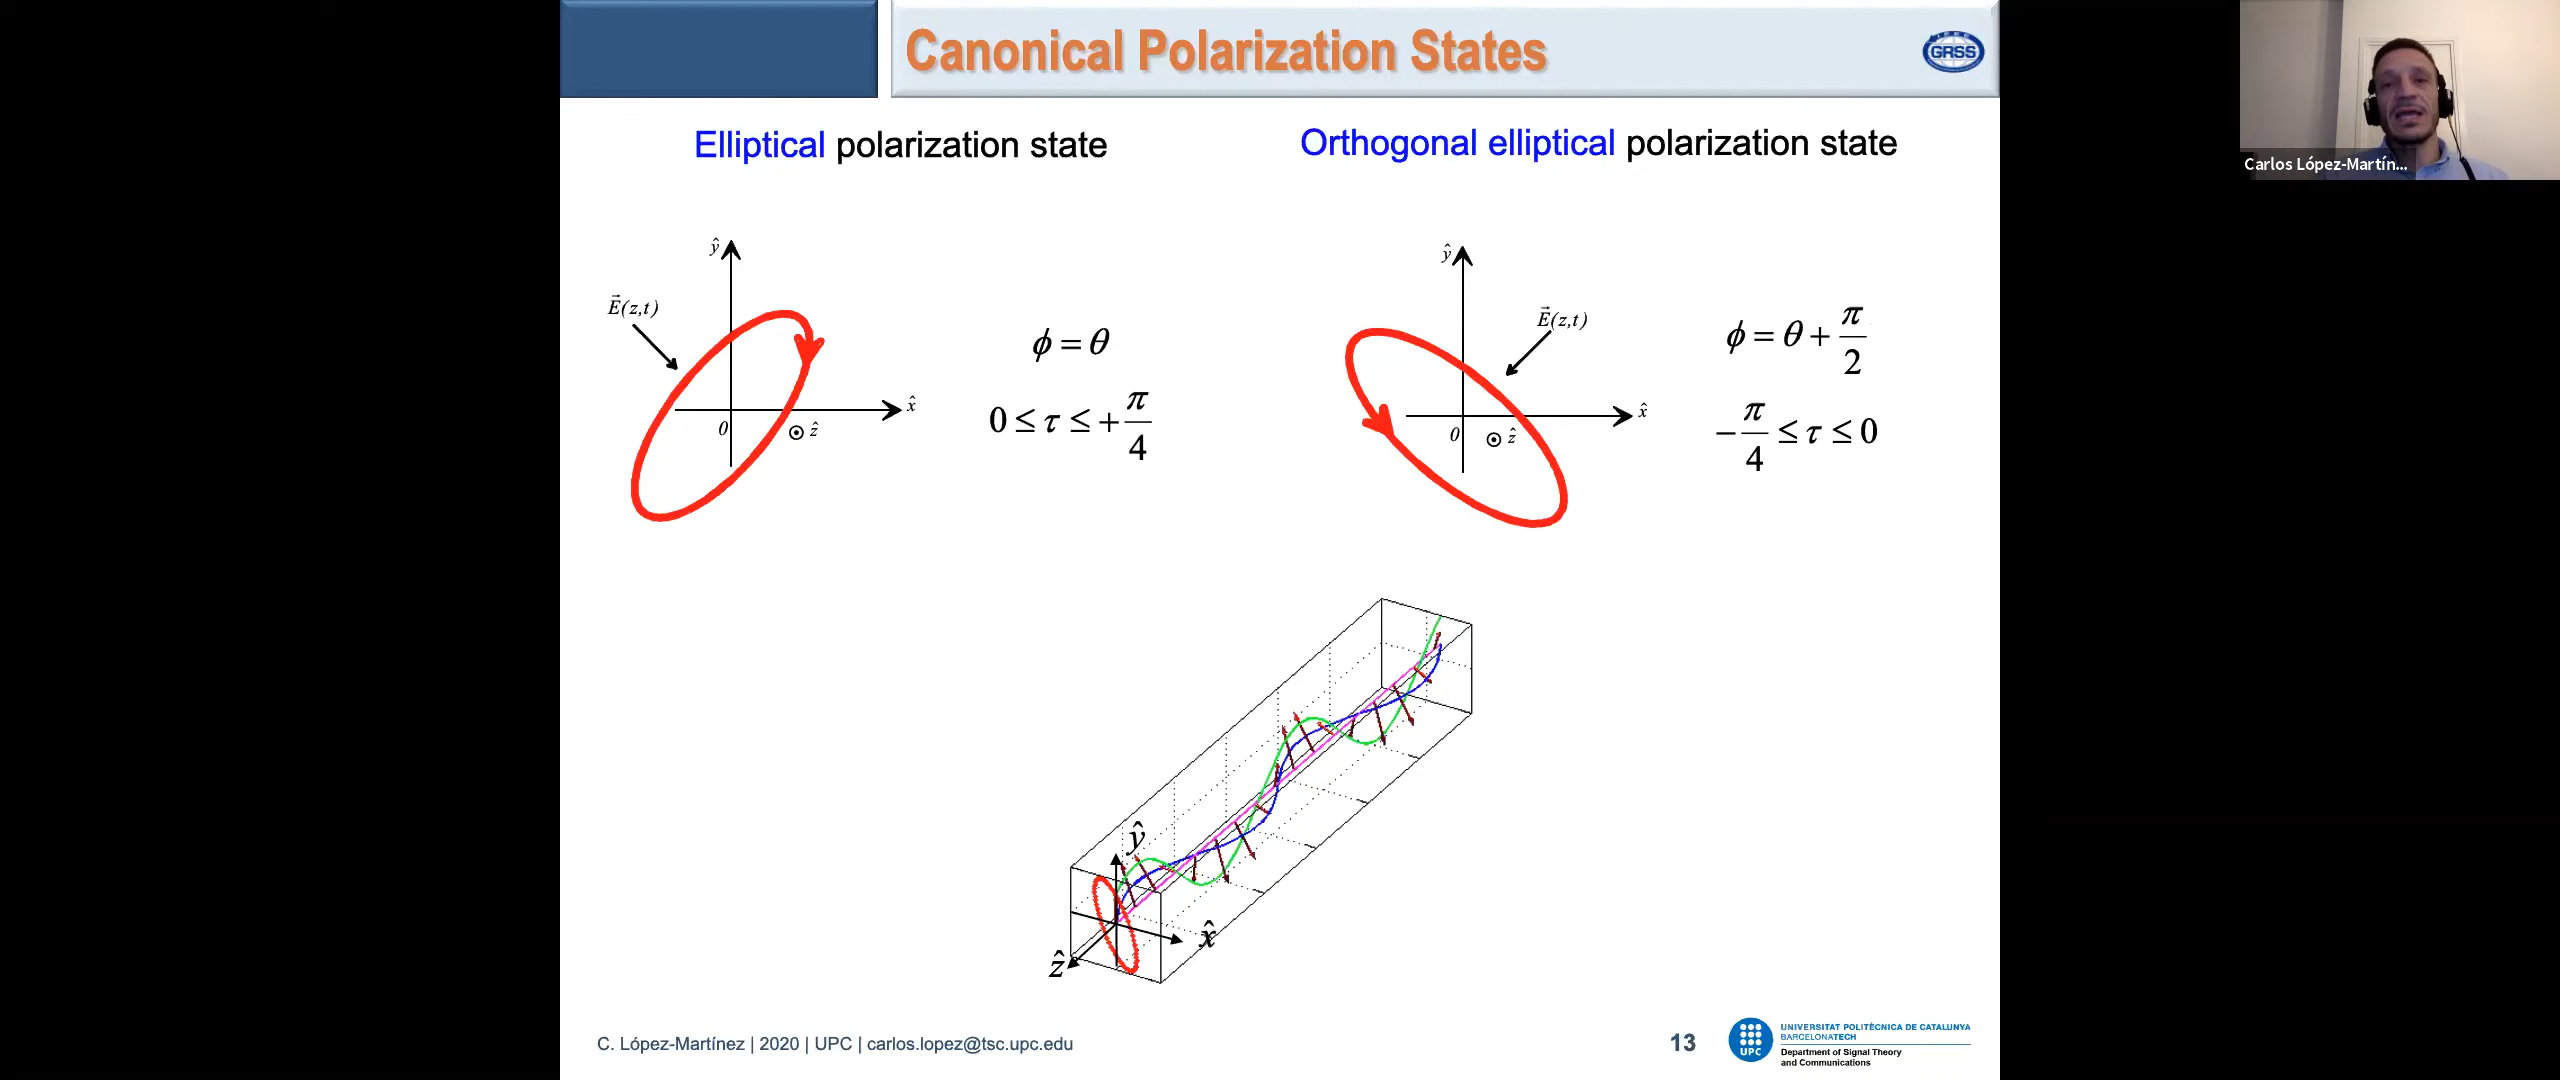 Canonical Polarization States
GRSS
Carlos López-Martín...
Elliptical polarization state
Orthogonal elliptical polarization state
ŷ
E⃗(z,t)
x̂
0
⊙ ẑ
ϕ = θ
0 ≤ τ ≤ +π/4
ŷ
E⃗(z,t)
x̂
0
⊙ ẑ
ϕ = θ + π/2
−π/4 ≤ τ ≤ 0
ŷ
x̂
ẑ
C. López-Martínez | 2020 | UPC | carlos.lopez@tsc.upc.edu
13
UPC
UNIVERSITAT POLITÈCNICA DE CATALUNYA
BARCELONATECH
Department of Signal Theory
and Communications